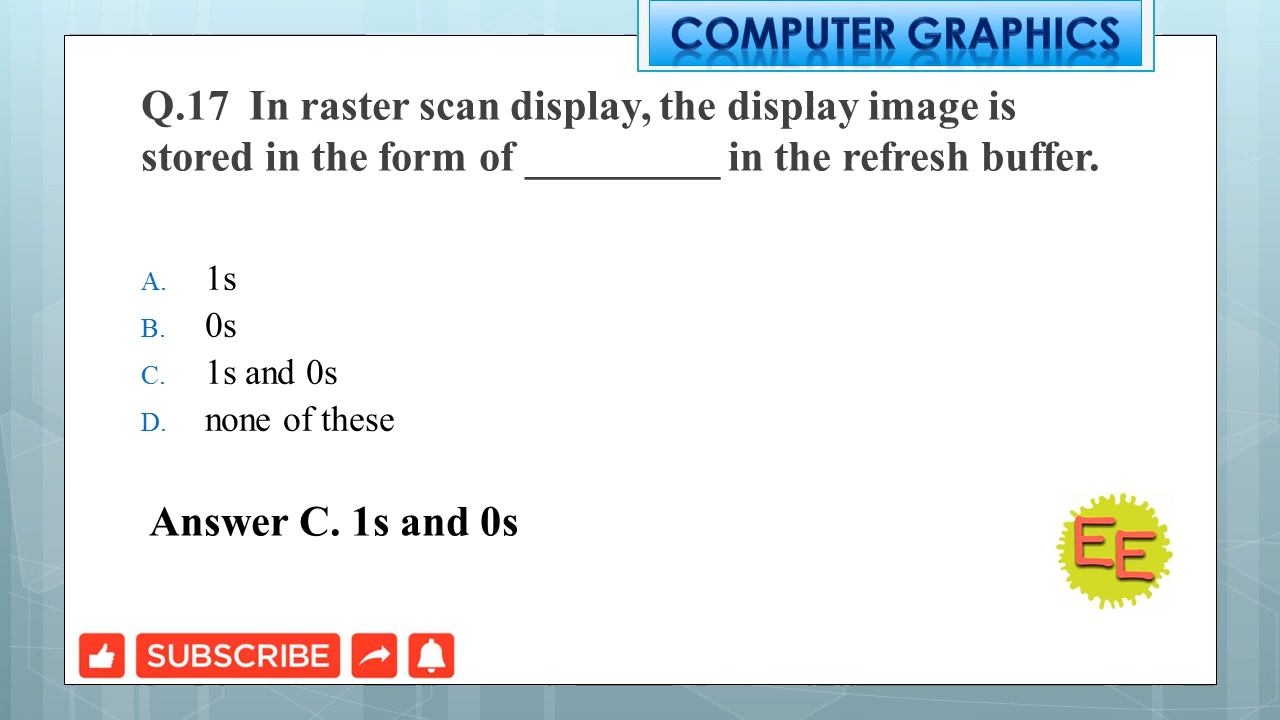 COMPUTER GRAPHICS
Q.17 In raster scan display, the display image is
stored in the form of _________ in the refresh buffer.
A. 1s
B. 0s
C. 1s and 0s
D. none of these
Answer C. 1s and 0s
EE
SUBSCRIBE